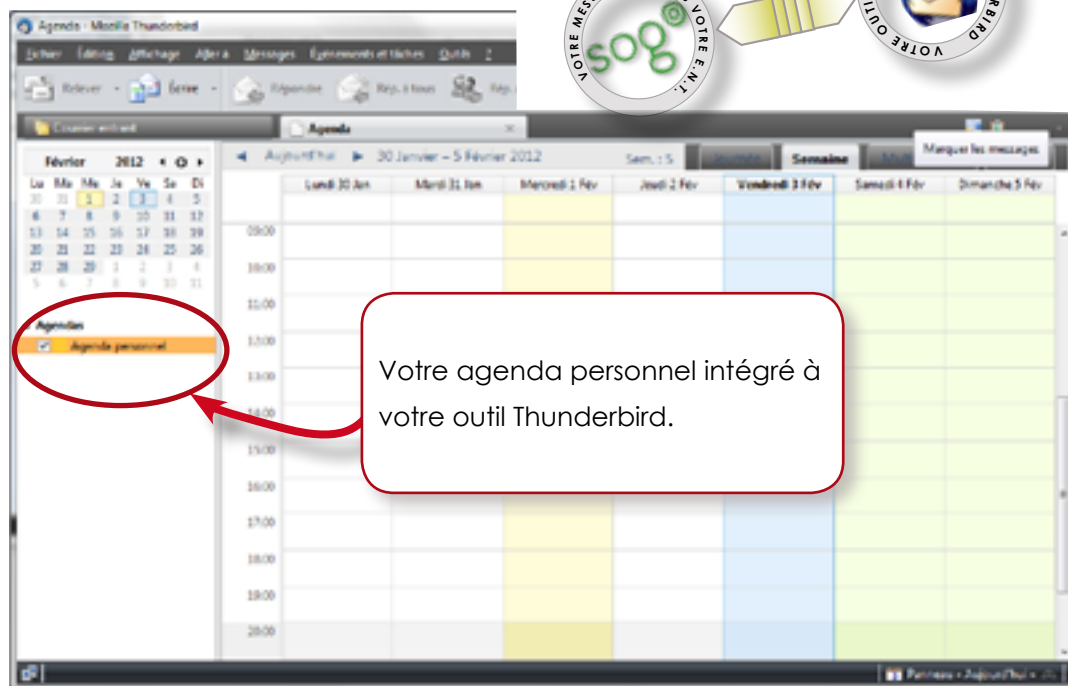 Agenda - Mozilla Thunderbird
Fichier Édition Affichage Aller à Messages Événements et tâches Outils ?
Relever Écrire Répondre Rép. à tous
Courrier entrant Agenda
VOTRE VOTRE E.N.T.
sogo
VOTRE
Février 2012
Aujourd'hui 30 Janvier – 5 Février 2012 Sem. : 5 Journée Semaine
Marquer les messages
Lu Ma Me Je Ve Sa Di
30 31 1 2 3 4 5
6 7 8 9 10 11 12
13 14 15 16 17 18 19
20 21 22 23 24 25 26
27 28 29 1 2 3 4
5 6 7 8 9 10 11
Lundi 30 Jan Mardi 31 Jan Mercredi 1 Fév Jeudi 2 Fév Vendredi 3 Fév Samedi 4 Fév Dimanche 5 Fév
Agendas
Agenda personnel
09:00
10:00
11:00
12:00
13:00
14:00
15:00
16:00
17:00
18:00
19:00
20:00
Votre agenda personnel intégré à
votre outil Thunderbird.
Panneau « Aujourd'hui »